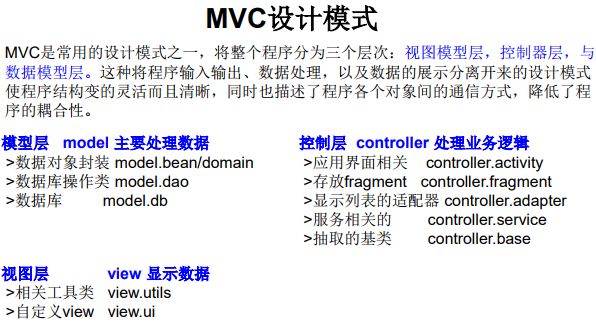 MVC设计模式
MVC是常用的设计模式之一，将整个程序分为三个层次：视图模型层，控制器层，与
数据模型层。这种将程序输入输出、数据处理，以及数据的展示分离开来的设计模式
使程序结构变的灵活而且清晰，同时也描述了程序各个对象间的通信方式，降低了程
序的耦合性。
模型层 model 主要处理数据
>数据对象封装 model.bean/domain
>数据库操作类 model.dao
>数据库 model.db
控制层 controller 处理业务逻辑
>应用界面相关 controller.activity
>存放fragment controller.fragment
>显示列表的适配器 controller.adapter
>服务相关的 controller.service
>抽取的基类 controller.base
视图层 view 显示数据
>相关工具类 view.utils
>自定义view view.ui